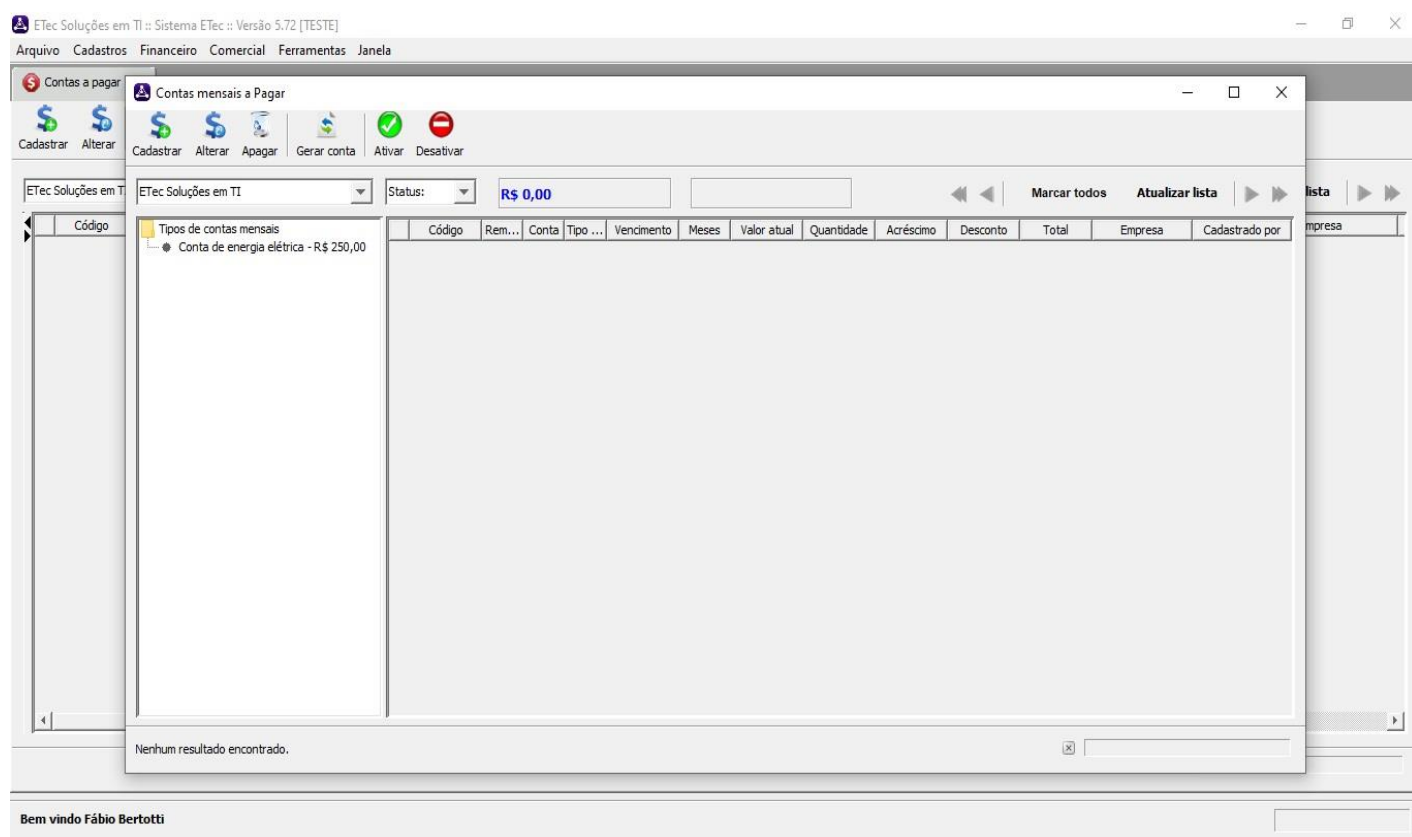 ETec Soluções em TI :: Sistema ETec :: Versão 5.72 [TESTE]
Arquivo Cadastros Financeiro Comercial Ferramentas Janela
Contas a pagar
Contas mensais a Pagar
Cadastrar Alterar
Cadastrar Alterar Apagar Gerar conta Ativar Desativar
ETec Soluções em T
ETec Soluções em TI Status: R$ 0,00 Marcar todos Atualizar lista
lista
Código
Tipos de contas mensais
Conta de energia elétrica - R$ 250,00
Código Rem... Conta Tipo ... Vencimento Meses Valor atual Quantidade Acréscimo Desconto Total Empresa Cadastrado por
mpresa
Nenhum resultado encontrado.
Bem vindo Fábio Bertotti